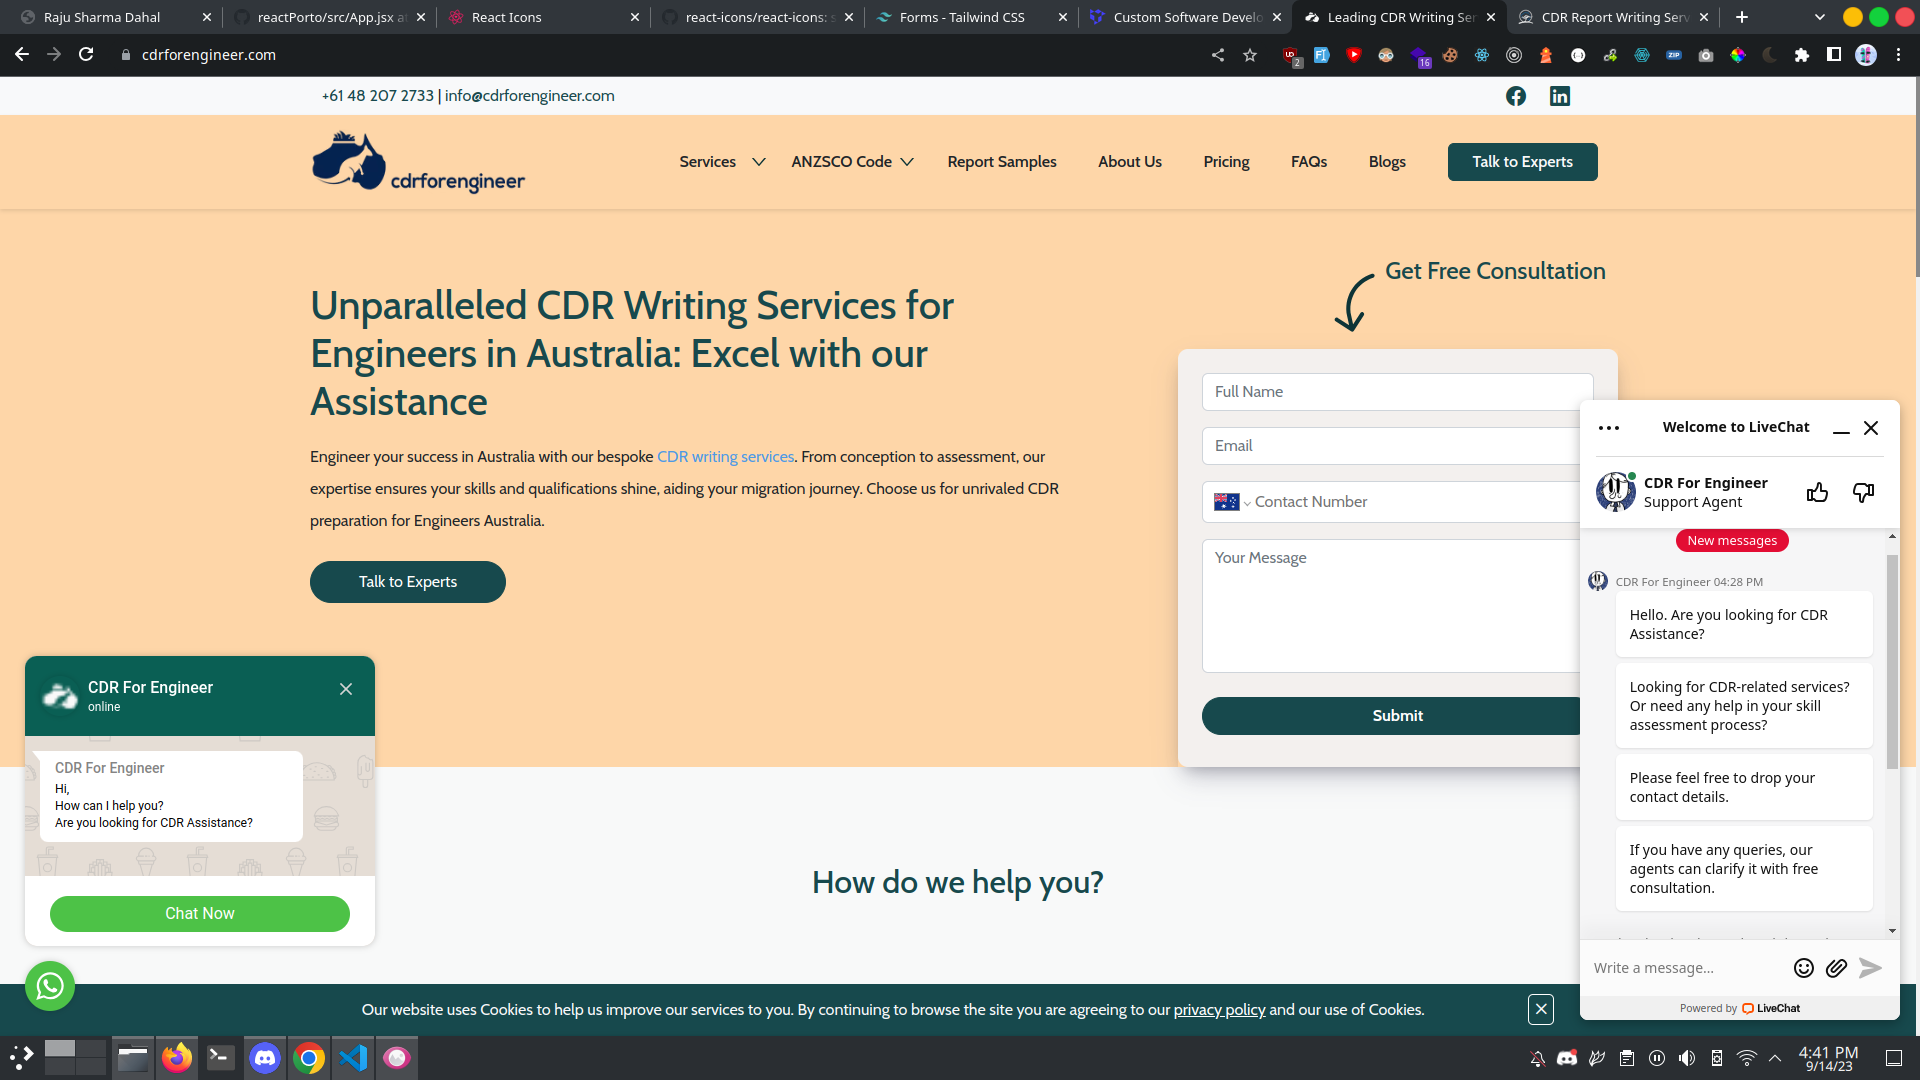 Raju Sharma Dahal
reactPorto/src/App.jsx a
React Icons
react-icons/react-icons: s
Forms - Tailwind CSS
Custom Software Develo
Leading CDR Writing Ser
CDR Report Writing Serv
cdrforengineer.com
2
16
ZIP
+61 48 207 2733 | info@cdrforengineer.com
cdrforengineer
Services
ANZSCO Code
Report Samples
About Us
Pricing
FAQs
Blogs
Talk to Experts
Get Free Consultation
Unparalleled CDR Writing Services for
Engineers in Australia: Excel with our
Assistance
Engineer your success in Australia with our bespoke CDR writing services. From conception to assessment, our
expertise ensures your skills and qualifications shine, aiding your migration journey. Choose us for unrivaled CDR
preparation for Engineers Australia.
Talk to Experts
Full Name
Email
Contact Number
Your Message
Submit
Welcome to LiveChat
CDR For Engineer
Support Agent
New messages
CDR For Engineer 04:28 PM
Hello. Are you looking for CDR
Assistance?
Looking for CDR-related services?
Or need any help in your skill
assessment process?
Please feel free to drop your
contact details.
If you have any queries, our
agents can clarify it with free
consultation.
Write a message...
Powered by LiveChat
CDR For Engineer
online
CDR For Engineer
Hi,
How can I help you?
Are you looking for CDR Assistance?
Chat Now
How do we help you?
Our website uses Cookies to help us improve our services to you. By continuing to browse the site you are agreeing to our privacy policy and our use of Cookies.
4:41 PM
9/14/23